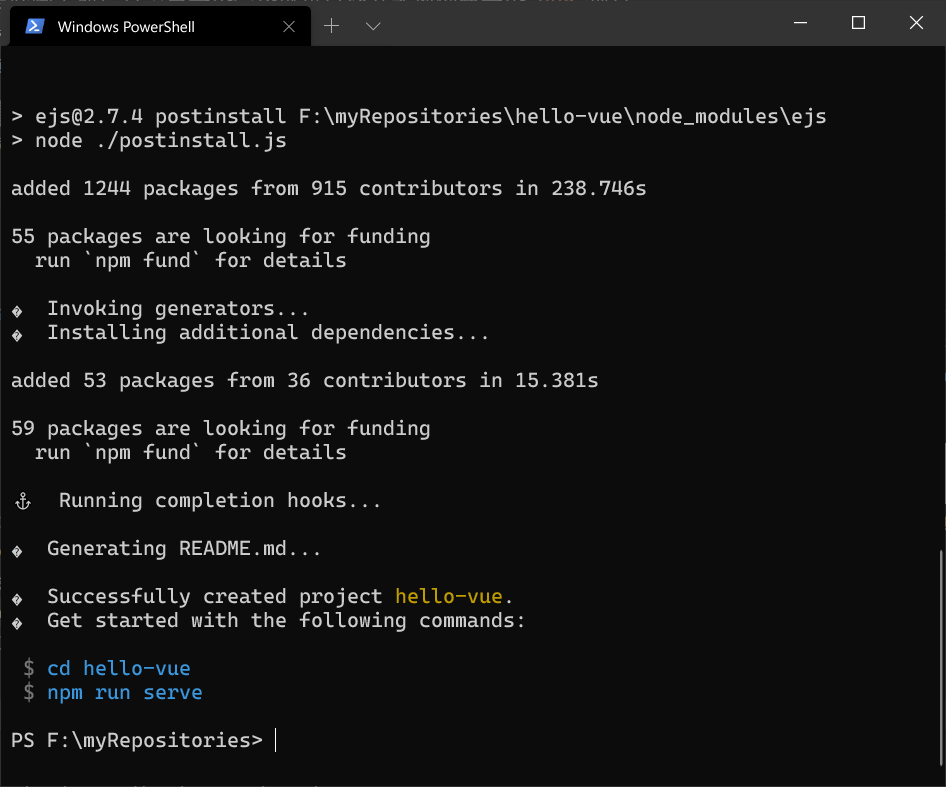 Windows PowerShell
> ejs@2.7.4 postinstall F:\myRepositories\hello-vue\node_modules\ejs
> node ./postinstall.js
added 1244 packages from 915 contributors in 238.746s
55 packages are looking for funding
run `npm fund` for details
� Invoking generators...
� Installing additional dependencies...
added 53 packages from 36 contributors in 15.381s
59 packages are looking for funding
run `npm fund` for details
⚓ Running completion hooks...
� Generating README.md...
� Successfully created project hello-vue.
� Get started with the following commands:
$ cd hello-vue
$ npm run serve
PS F:\myRepositories>